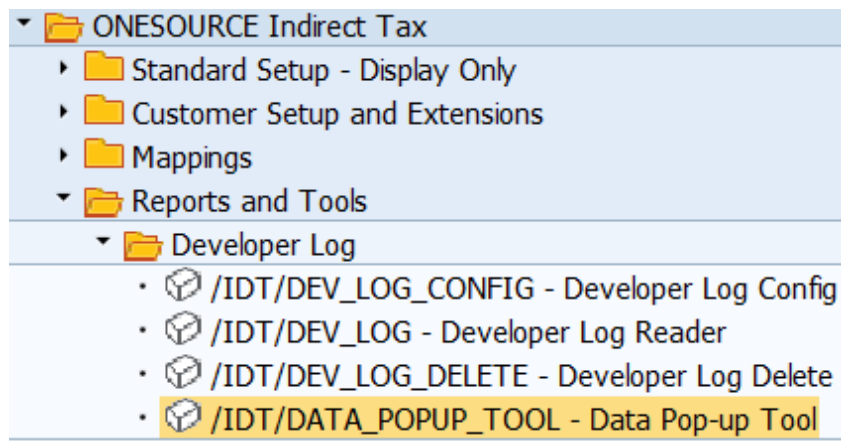 ONESOURCE Indirect Tax
Standard Setup - Display Only
Customer Setup and Extensions
Mappings
Reports and Tools
Developer Log
/IDT/DEV_LOG_CONFIG - Developer Log Config
/IDT/DEV_LOG - Developer Log Reader
/IDT/DEV_LOG_DELETE - Developer Log Delete
/IDT/DATA_POPUP_TOOL - Data Pop-up Tool